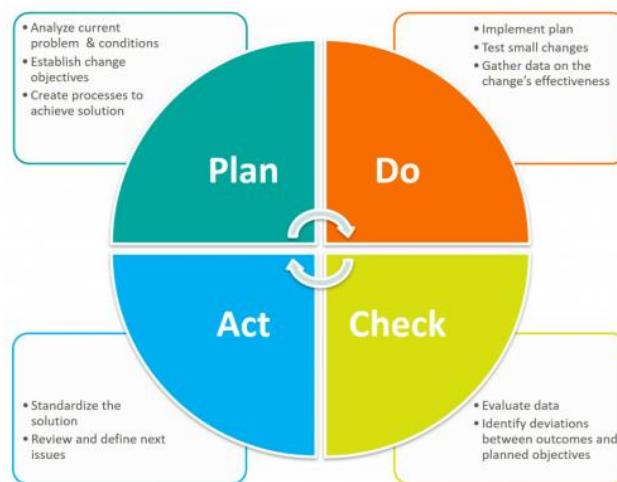 • Analyze current
problem & conditions
• Establish change
objectives
• Create processes to
achieve solution
• Implement plan
• Test small changes
• Gather data on the
change's effectiveness
Plan
Do
Act
Check
• Standardize the
solution
• Review and define next
issues
• Evaluate data
• Identify deviations
between outcomes and
planned objectives